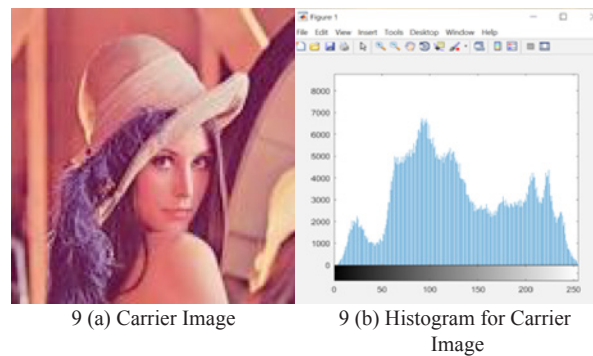 Figure 1
File Edit View Insert Tools Desktop Window Help
8000
7000
6000
5000
4000
3000
2000
1000
0
0 50 100 150 200 250
9 (a) Carrier Image
9 (b) Histogram for Carrier
Image